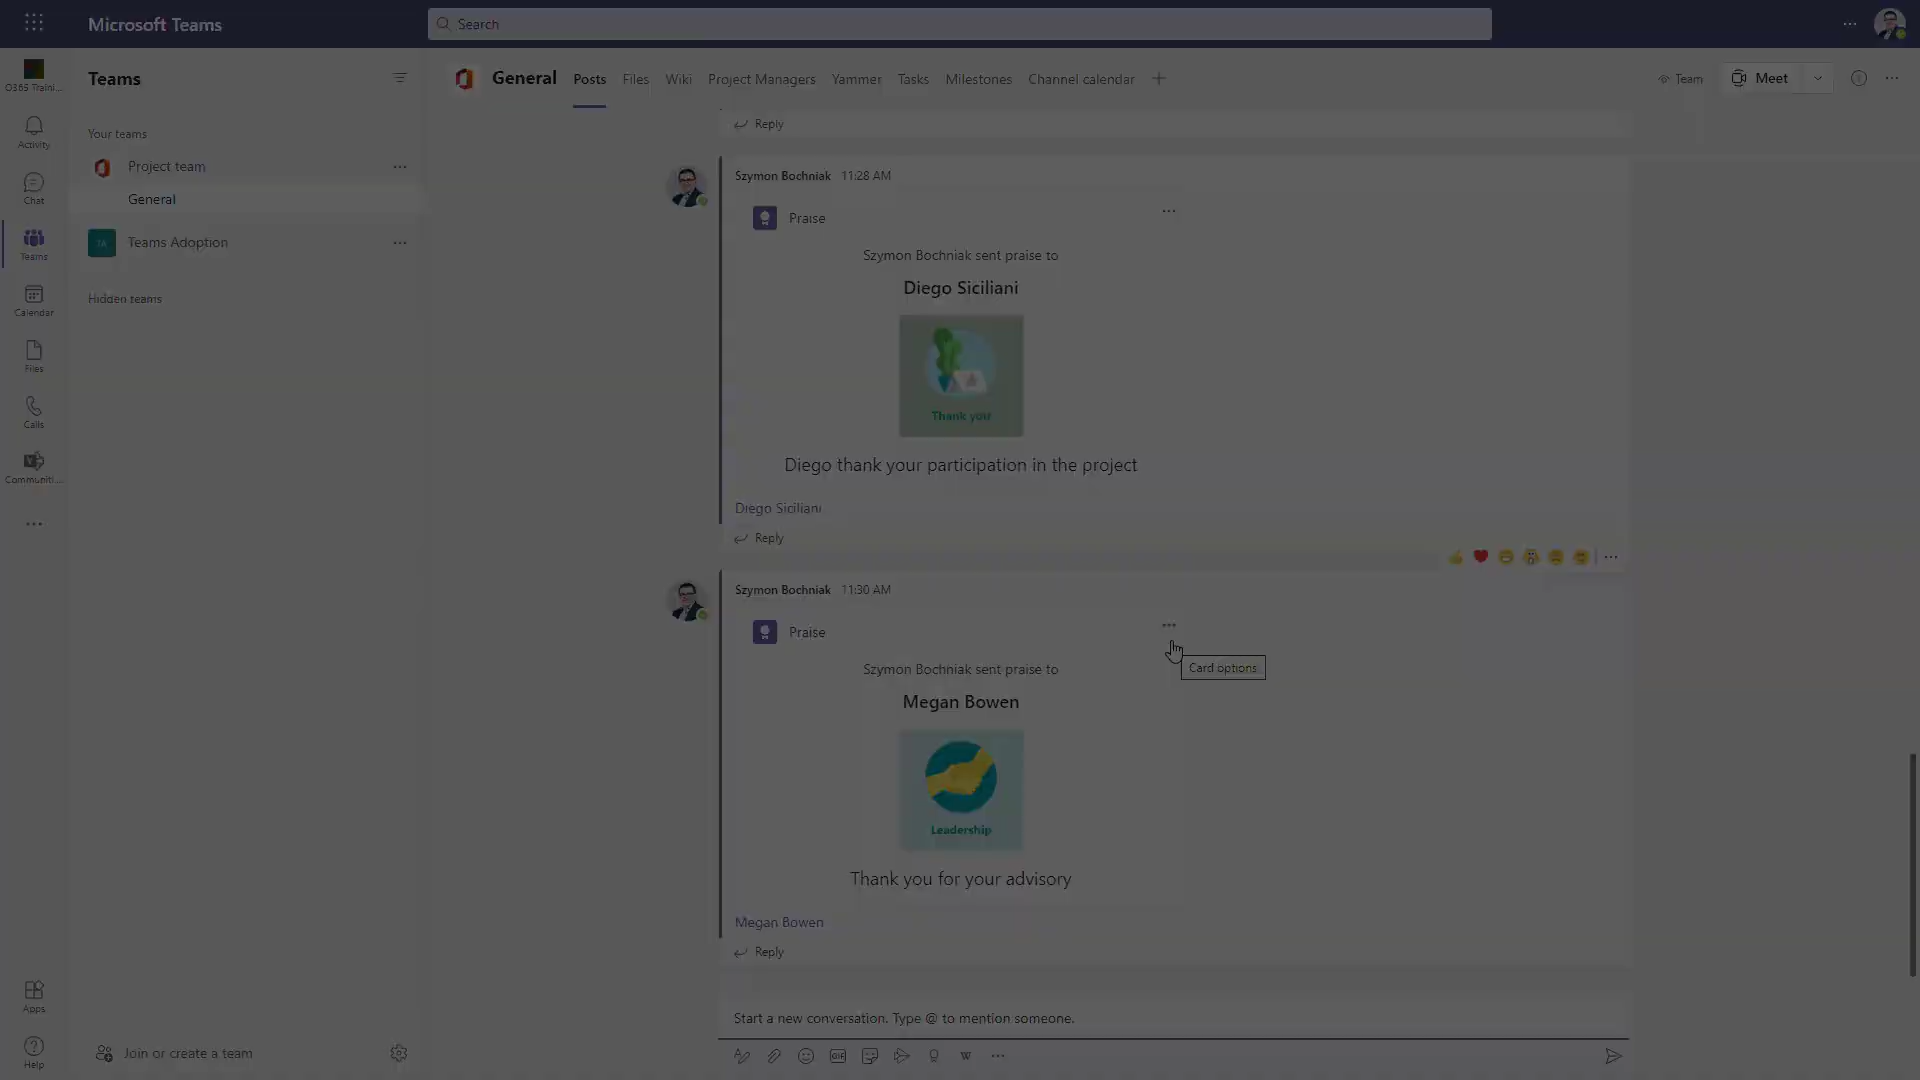 Microsoft Teams
Search
O365 Traini...
Activity
Chat
Teams
Calendar
Files
Calls
Communiti...
Apps
Help
Teams
Your teams
Project team
General
TA
Teams Adoption
Hidden teams
Join or create a team
General
Posts
Files
Wiki
Project Managers
Yammer
Tasks
Milestones
Channel calendar
Team
Meet
Reply
Szymon Bochniak 11:28 AM
Praise
Szymon Bochniak sent praise to
Diego Siciliani
Thank you!
Diego thank your participation in the project
Diego Siciliani
Reply
Szymon Bochniak 11:30 AM
Praise
Card options
Szymon Bochniak sent praise to
Megan Bowen
Leadership
Thank you for your advisory
Megan Bowen
Reply
Start a new conversation. Type @ to mention someone.
GIF